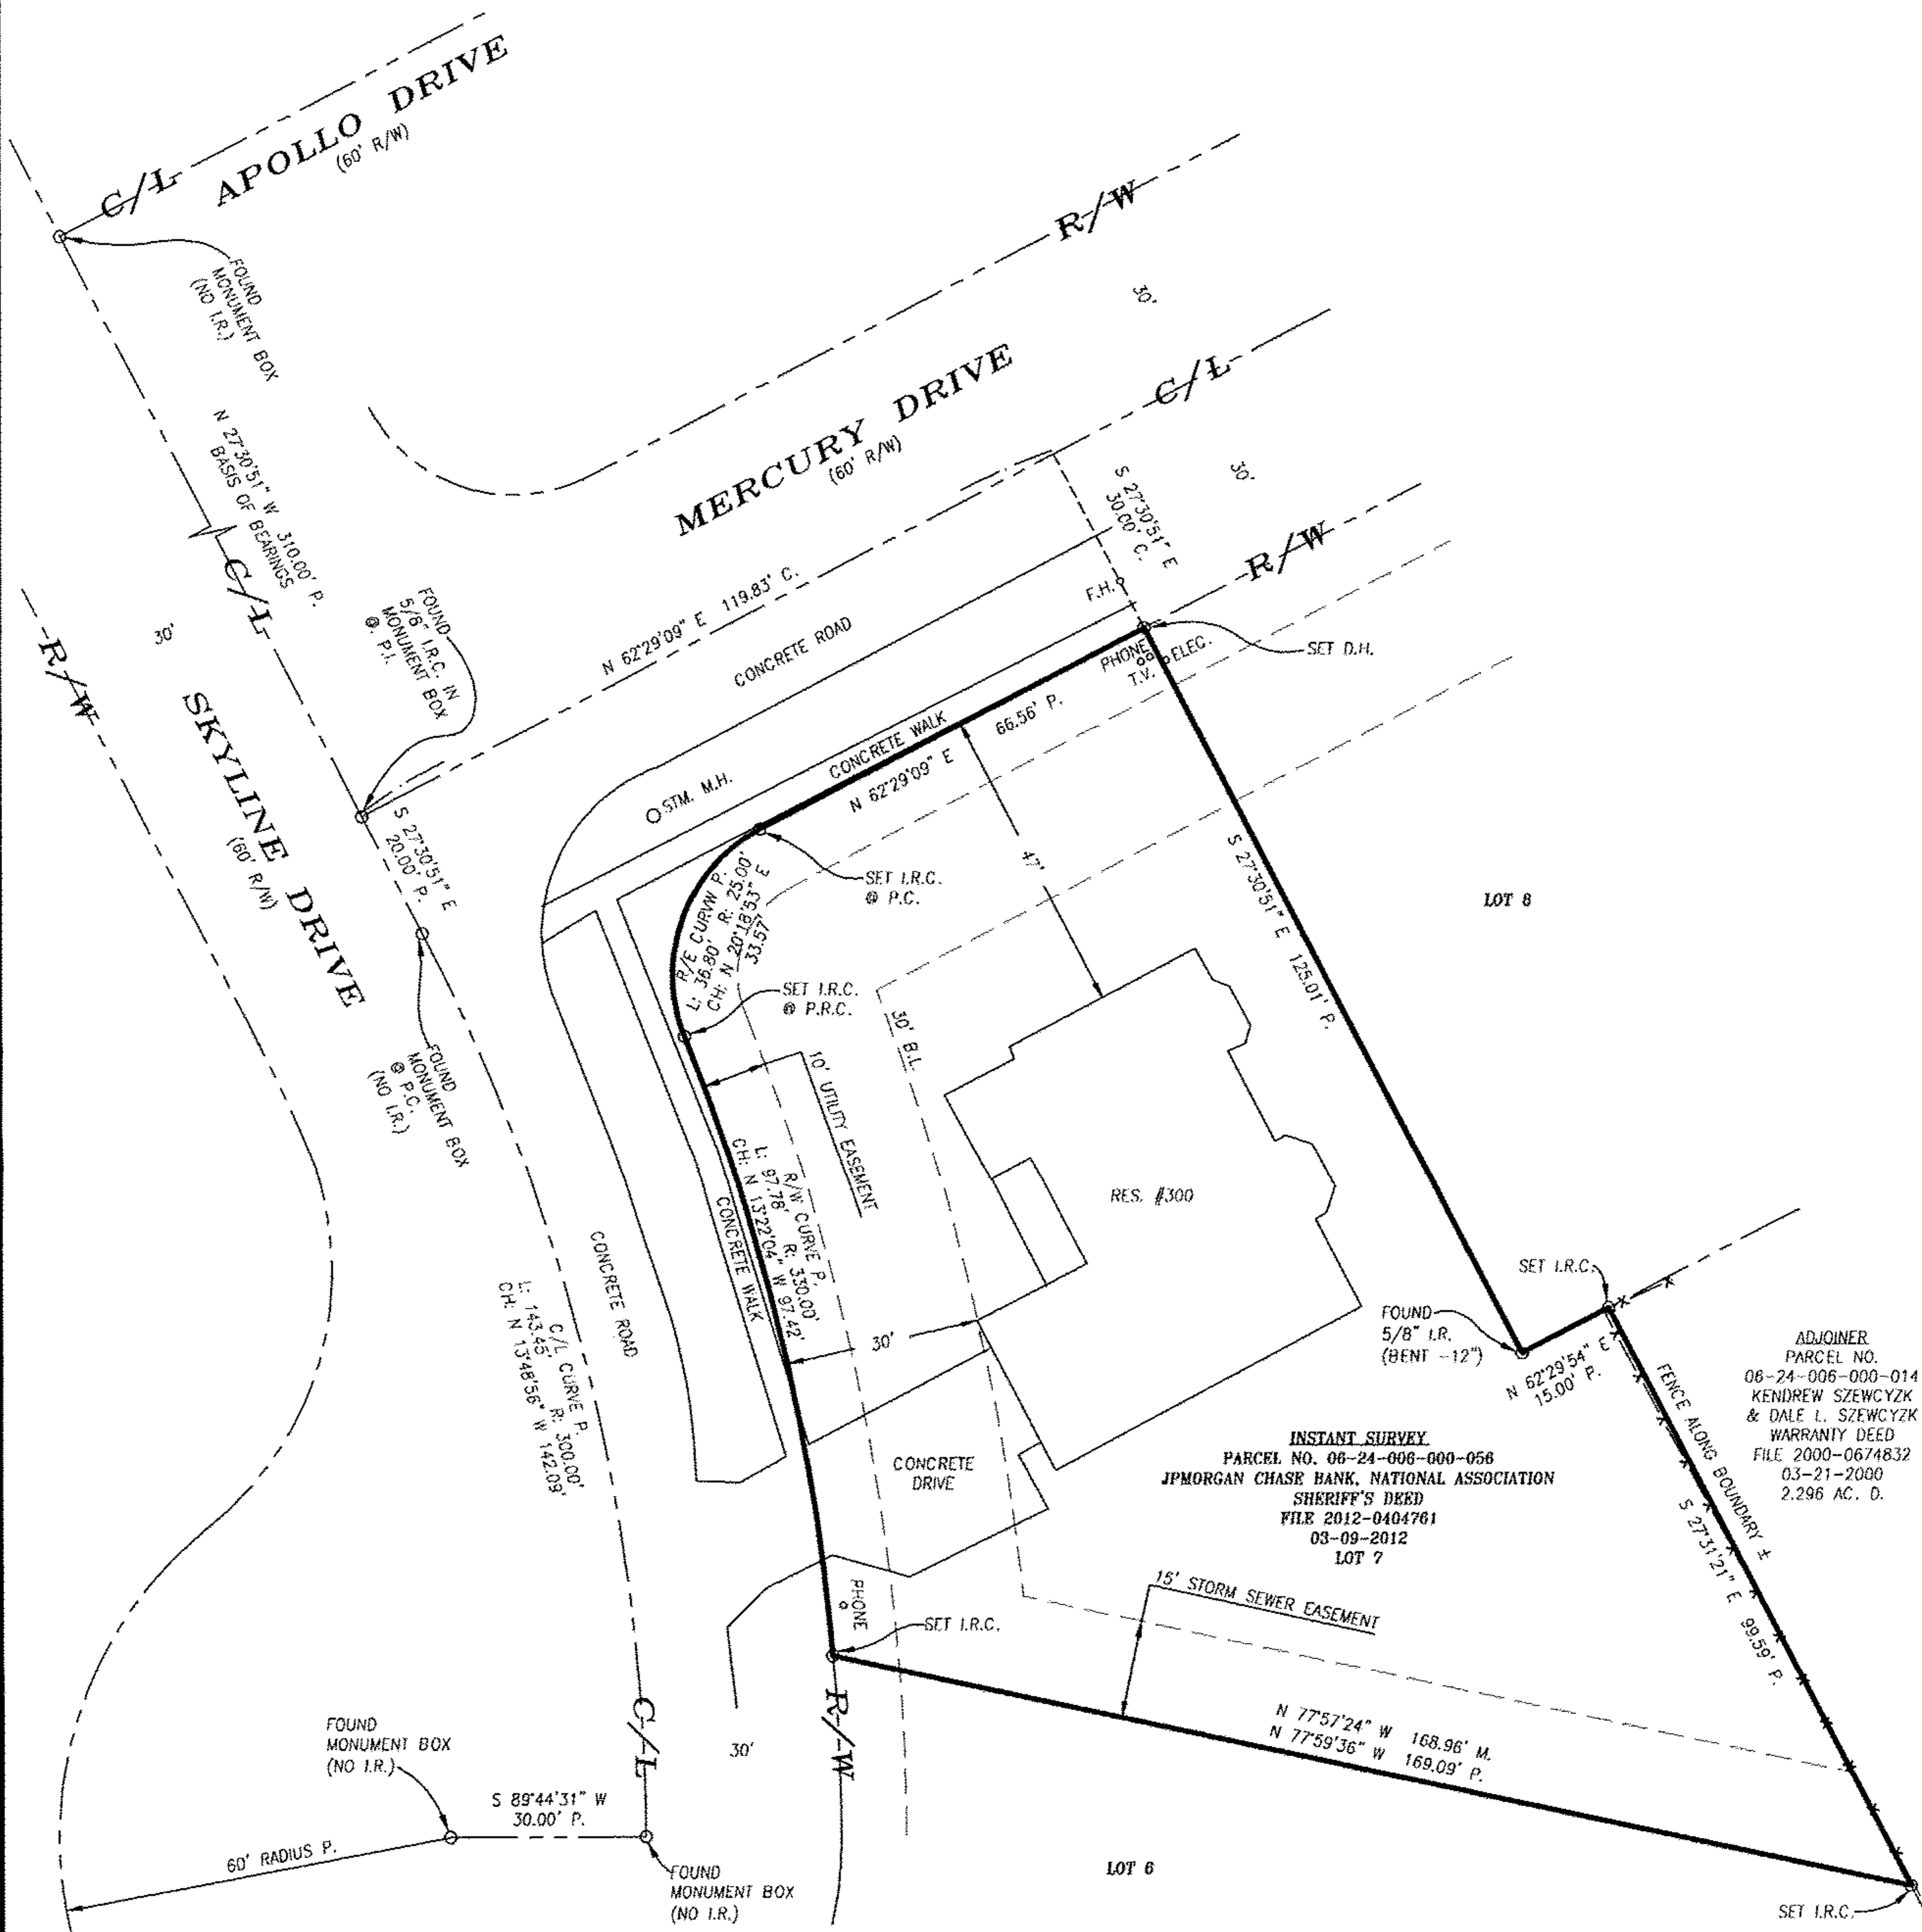 APOLLO DRIVE
(60' R/W)
C/L
FOUND
MONUMENT BOX
(NO I.R.)
R/W
30'
MERCURY DRIVE
(60' R/W)
C/L
30'
R/W
S 27°30'51" E
30.00' C.
N 27°30'51" W 310.00' P.
BASIS OF BEARINGS
C/L
30'
R/W
SKYLINE DRIVE
(60' R/W)
FOUND
5/8" I.R.C. IN
MONUMENT BOX
@. P.I.
N 62°29'09" E 119.83' C.
CONCRETE ROAD
F.H.
SET D.H.
PHONE
ELEC.
T.V.
S 27°30'51" E
20.00' P.
STM. M.H.
CONCRETE WALK
66.56' P.
N 62°29'09" E
47'
SET I.R.C.
@ P.C.
R/E CURVW P.
L: 36.80' R: 25.00'
CH: N 20°18'53" E
33.57'
SET I.R.C.
@ P.R.C.
30' B.L.
S 27°30'51" E 125.01' P.
LOT 8
FOUND
MONUMENT BOX
@ P.C.
(NO I.R.)
10' UTILITY EASEMENT
R/W CURVE P.
L: 97.78' R: 330.00'
CH: N 13°22'04" W 97.42'
CONCRETE WALK
CONCRETE ROAD
C/L CURVE P.
L: 143.45' R: 300.00'
CH: N 13°48'56" W 142.09'
RES. #300
30'
SET I.R.C.
FOUND
5/8" I.R.
(BENT -12")
N 62°29'54" E
15.00' P.
ADJOINER
PARCEL NO.
06-24-006-000-014
KENDREW SZEWCYZK
& DALE L. SZEWCYZK
WARRANTY DEED
FILE 2000-0674832
03-21-2000
2.296 AC. D.
FENCE ALONG BOUNDARY ±
S 27°31'21" E 99.59' P.
INSTANT SURVEY
PARCEL NO. 06-24-006-000-056
JPMORGAN CHASE BANK, NATIONAL ASSOCIATION
SHERIFF'S DEED
FILE 2012-0404761
03-09-2012
LOT 7
CONCRETE
DRIVE
PHONE
15' STORM SEWER EASEMENT
SET I.R.C.
C/L
30'
R/W
N 77°57'24" W 168.96' M.
N 77°59'36" W 169.09' P.
FOUND
MONUMENT BOX
(NO I.R.)
S 89°44'31" W
30.00' P.
60' RADIUS P.
FOUND
MONUMENT BOX
(NO I.R.)
LOT 6
SET I.R.C.